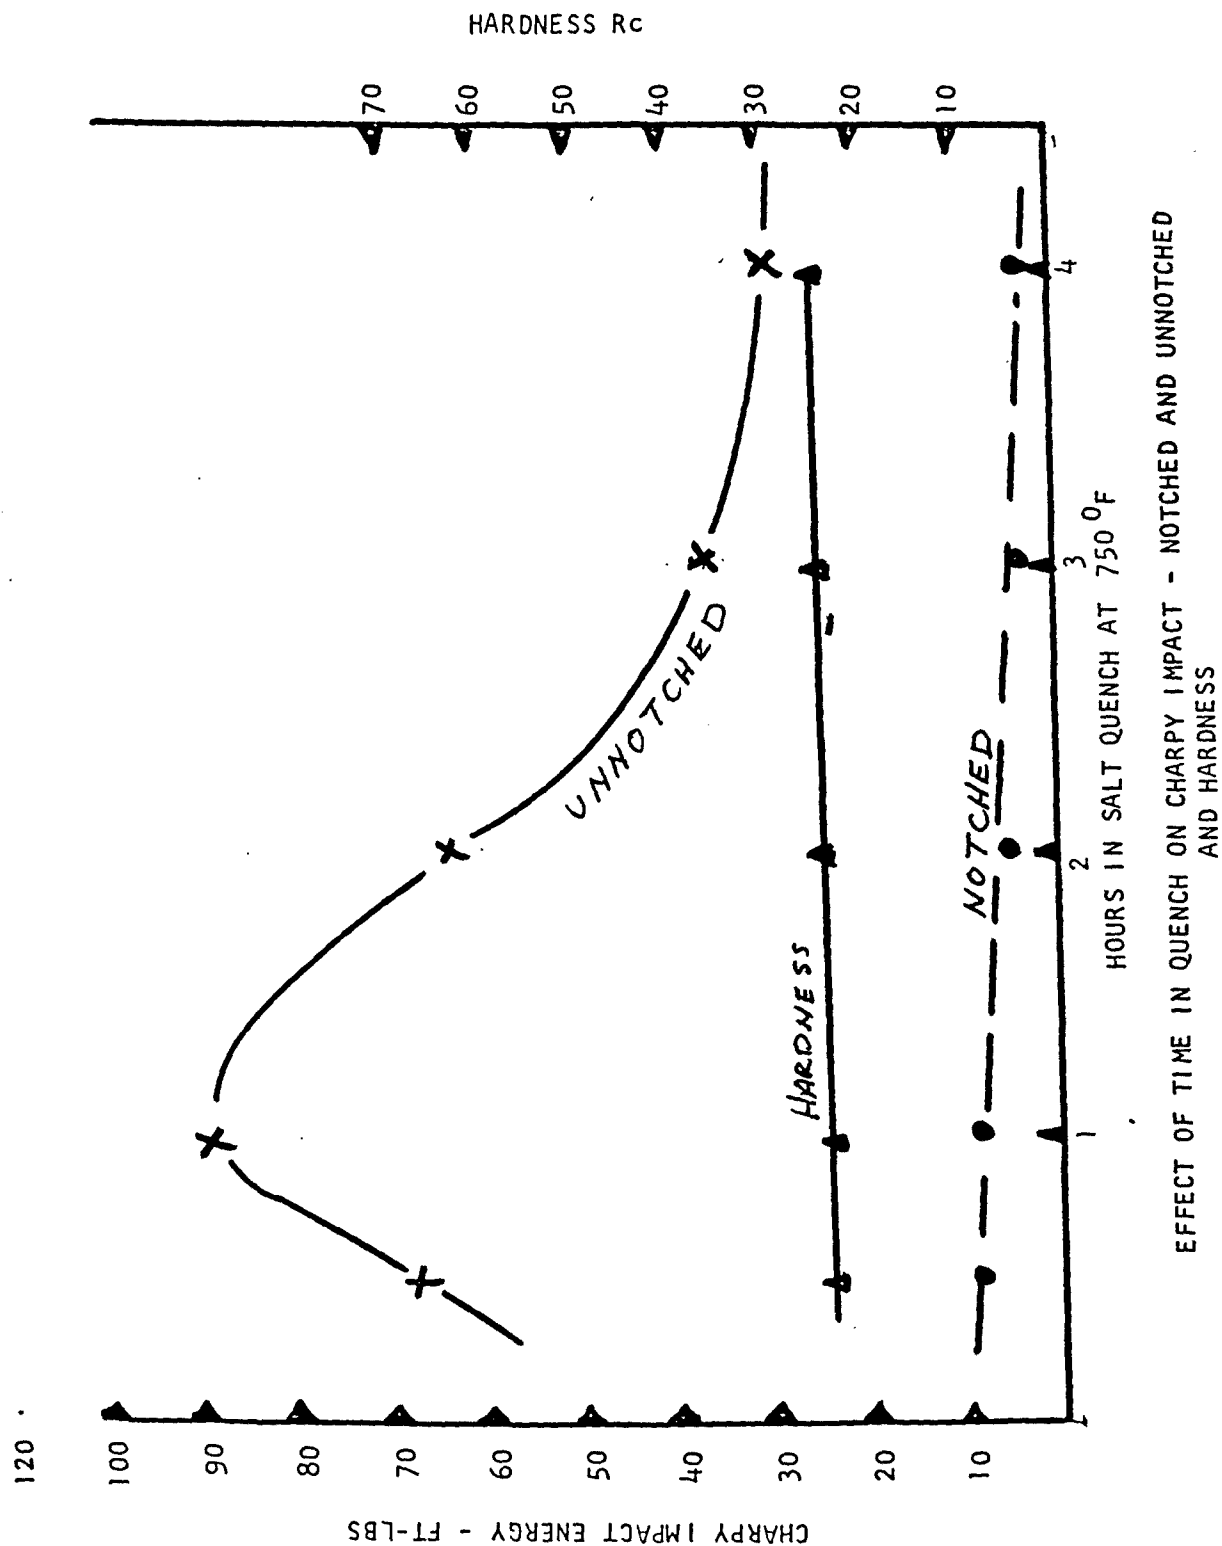 CHARPY IMPACT ENERGY - FT-LBS
120
100
90
80
70
60
50
40
30
20
10
HARDNESS Rc
70
60
50
40
30
20
10
UNNOTCHED
HARDNESS
NOTCHED
1
2
3
4
HOURS IN SALT QUENCH AT 750 °F
EFFECT OF TIME IN QUENCH ON CHARPY IMPACT - NOTCHED AND UNNOTCHED
AND HARDNESS